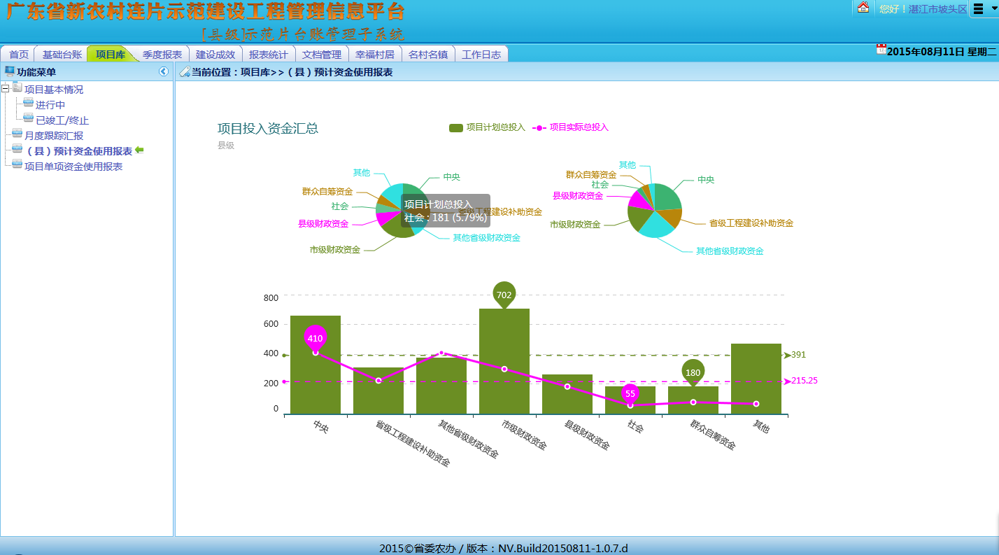 广东省新农村连片示范建设工程管理信息平台
[县级]示范片台账管理子系统
您好！湛江市坡头区
首页 基础台账 项目库 季度报表 建设成效 报表统计 文档管理 幸福村居 名村名镇 工作日志
2015年08月11日 星期二
功能菜单
当前位置：项目库>>（县）预计资金使用报表
项目基本情况
进行中
已竣工/终止
月度跟踪汇报
（县）预计资金使用报表
项目单项资金使用报表
项目投入资金汇总
县级
项目计划总投入 项目实际总投入
其他
中央
群众自筹资金
社会
县级财政资金
市级财政资金
省级工程建设补助资金
其他省级财政资金
项目计划总投入
社会 : 181 (5.79%)
其他
中央
群众自筹资金
社会
县级财政资金
市级财政资金
省级工程建设补助资金
其他省级财政资金
800
600
400
200
0
410
702
55
180
391
215.25
中央
省级工程建设补助资金
其他省级财政资金
市级财政资金
县级财政资金
社会
群众自筹资金
其他
2015©省委农办 / 版本：NV.Build20150811-1.0.7.d